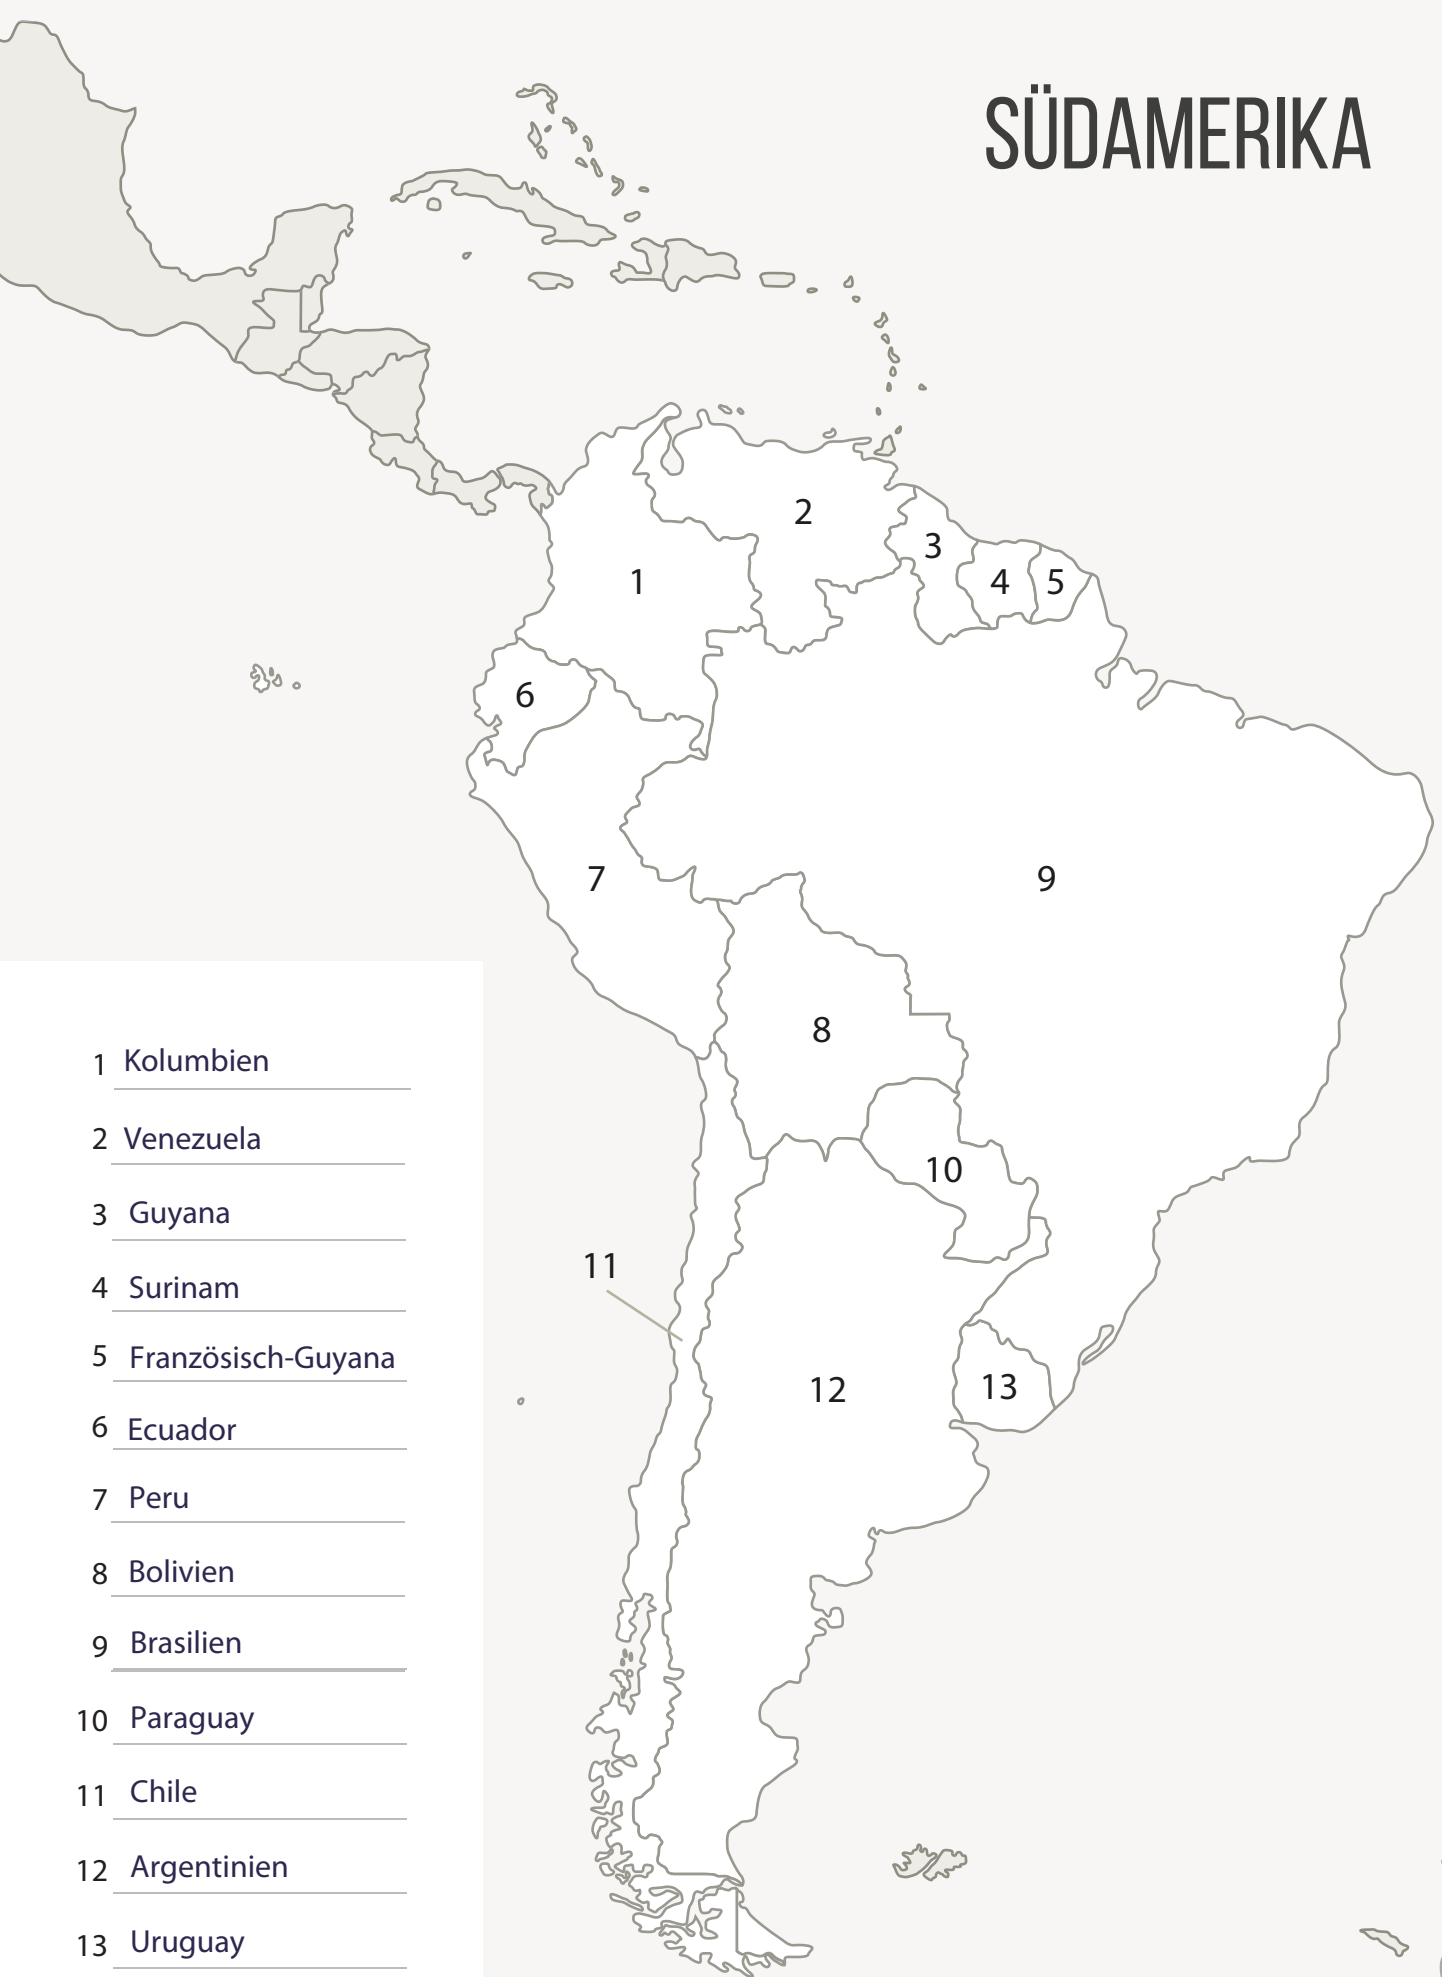 SÜDAMERIKA
2
3
1
4
5
6
7
9
8
10
11
12
13
1 Kolumbien
2 Venezuela
3 Guyana
4 Surinam
5 Französisch-Guyana
6 Ecuador
7 Peru
8 Bolivien
9 Brasilien
10 Paraguay
11 Chile
12 Argentinien
13 Uruguay